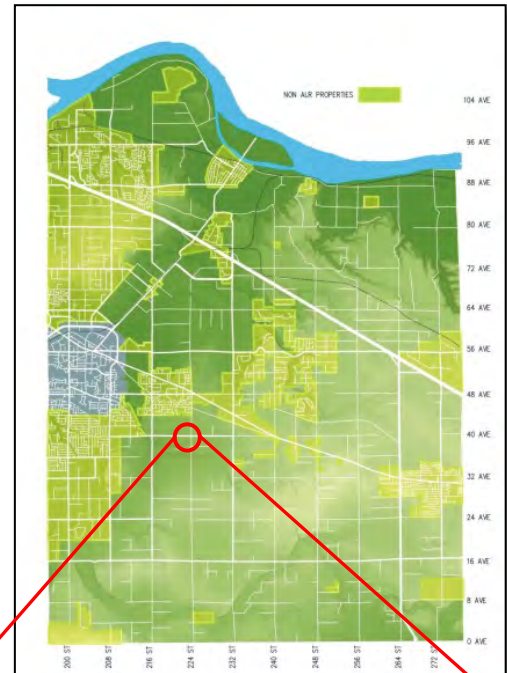 NON ALR PROPERTIES
104 AVE
96 AVE
88 AVE
80 AVE
72 AVE
64 AVE
56 AVE
48 AVE
40 AVE
32 AVE
24 AVE
16 AVE
8 AVE
0 AVE
200 ST
208 ST
216 ST
224 ST
232 ST
240 ST
248 ST
256 ST
264 ST
272 ST